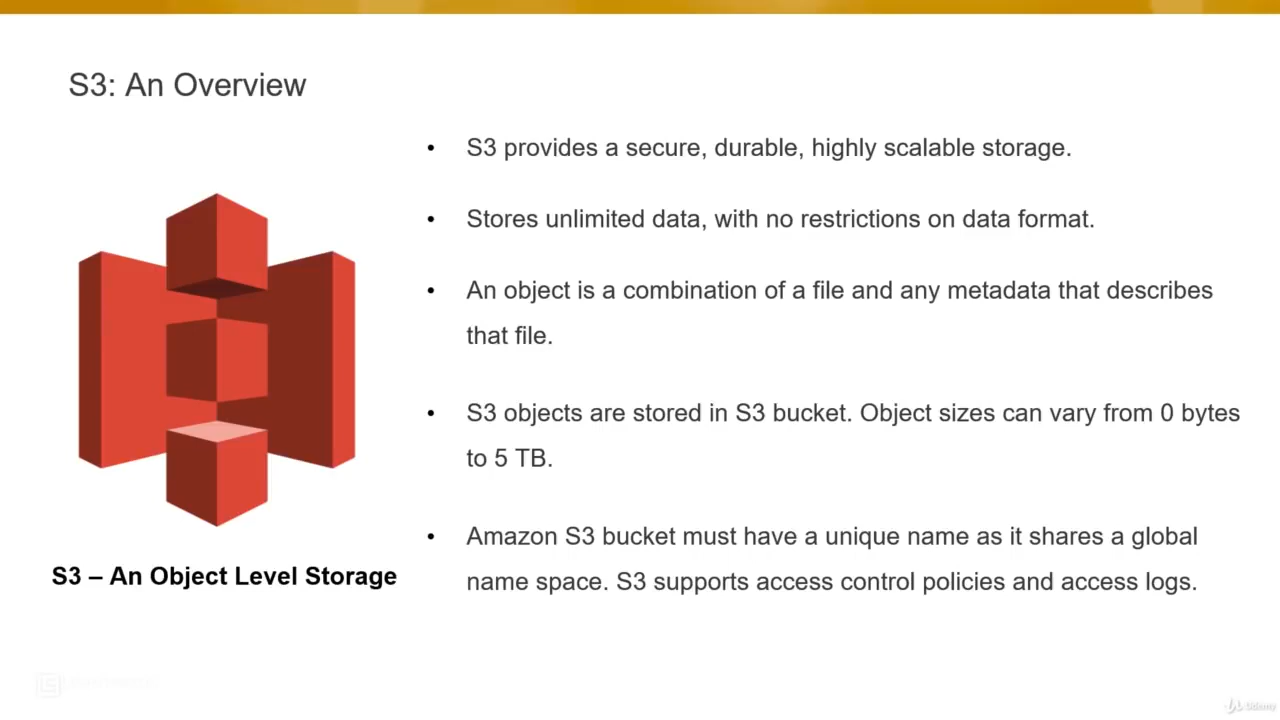 S3: An Overview
• S3 provides a secure, durable, highly scalable storage.
• Stores unlimited data, with no restrictions on data format.
• An object is a combination of a file and any metadata that describes
that file.
• S3 objects are stored in S3 bucket. Object sizes can vary from 0 bytes
to 5 TB.
• Amazon S3 bucket must have a unique name as it shares a global
name space. S3 supports access control policies and access logs.
S3 – An Object Level Storage
Udemy